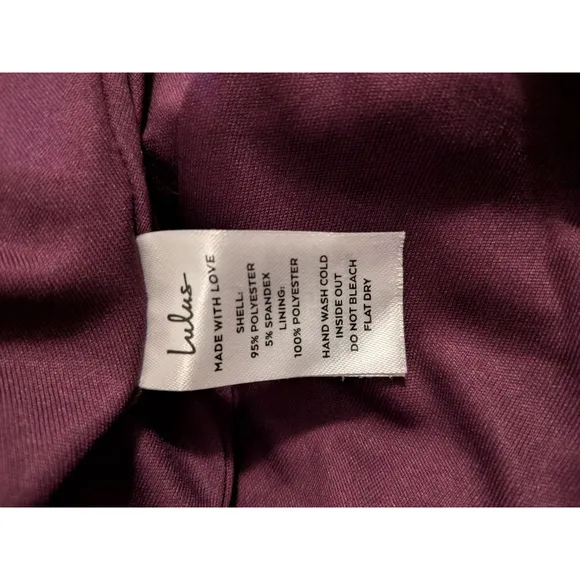 Lulus
MADE WITH LOVE
SHELL:
95% POLYESTER
5% SPANDEX
LINING:
100% POLYESTER
HAND WASH COLD
INSIDE OUT
DO NOT BLEACH
FLAT DRY